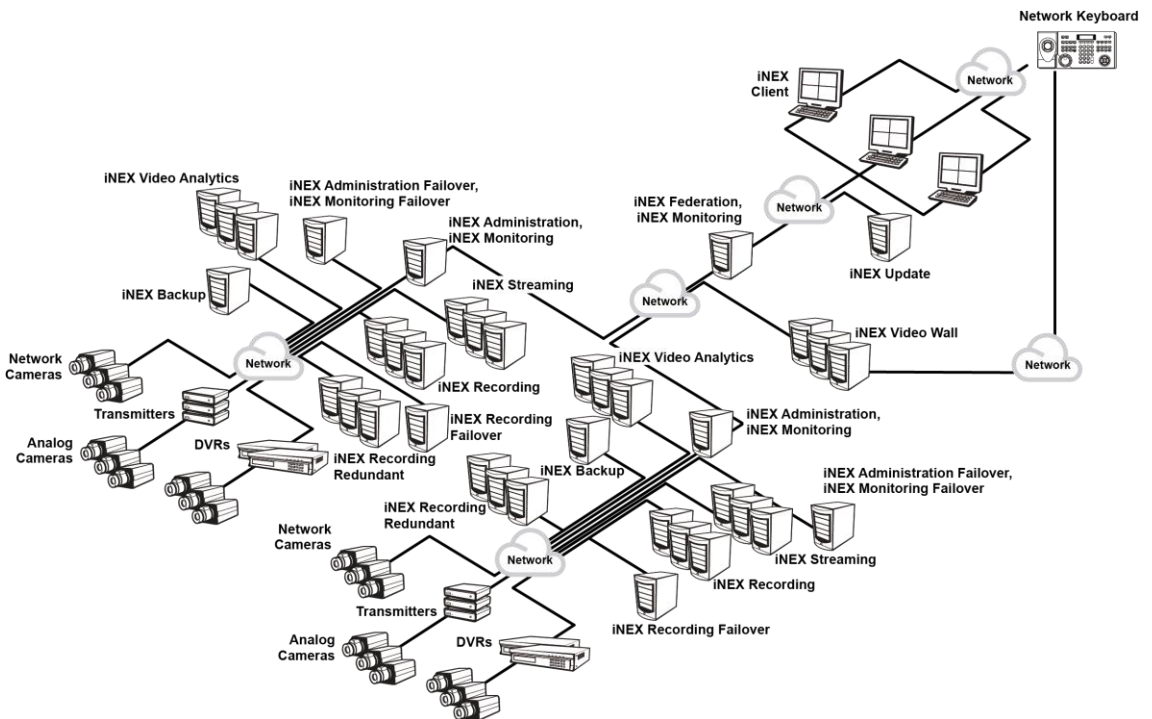 Network Keyboard
Network
iNEX
Client
iNEX Video Analytics
iNEX Administration Failover,
iNEX Monitoring Failover
iNEX Administration,
iNEX Monitoring
iNEX Federation,
iNEX Monitoring
Network
iNEX Update
iNEX Backup
iNEX Streaming
Network
iNEX Video Wall
Network
Cameras
Network
iNEX Video Analytics
Network
iNEX Recording
Transmitters
iNEX Recording
Failover
iNEX Administration,
iNEX Monitoring
Analog
Cameras
DVRs
iNEX Recording
Redundant
iNEX Backup
iNEX Administration Failover,
iNEX Monitoring Failover
iNEX Recording
Redundant
Network
Cameras
Network
iNEX Streaming
iNEX Recording
Transmitters
iNEX Recording Failover
Analog
Cameras
DVRs